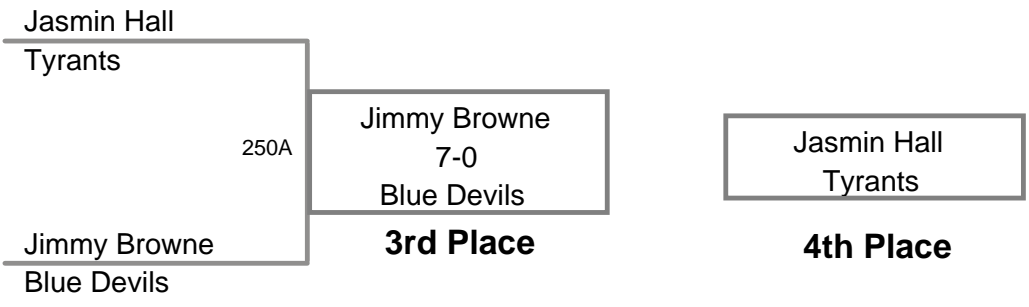 Jasmin Hall
Tyrants
250A
Jimmy Browne
Blue Devils
Jimmy Browne
7-0
Blue Devils
3rd Place
Jasmin Hall
Tyrants
4th Place